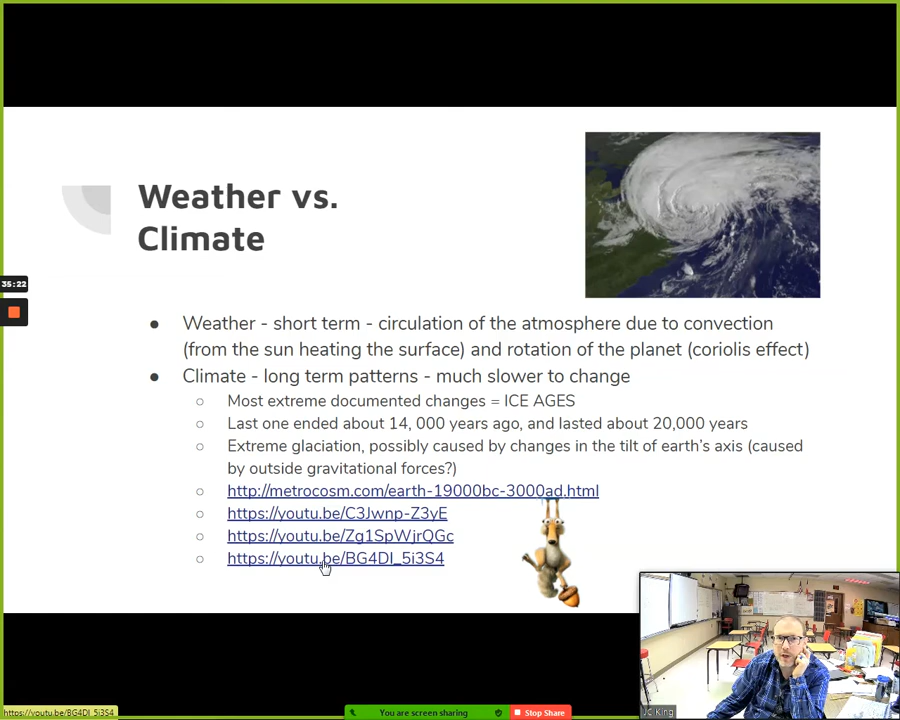 Weather vs.
Climate
35:22
● Weather - short term - circulation of the atmosphere due to convection
(from the sun heating the surface) and rotation of the planet (coriolis effect)
● Climate - long term patterns - much slower to change
○ Most extreme documented changes = ICE AGES
○ Last one ended about 14, 000 years ago, and lasted about 20,000 years
○ Extreme glaciation, possibly caused by changes in the tilt of earth's axis (caused
by outside gravitational forces?)
○ http://metrocosm.com/earth-19000bc-3000ad.html
○ https://youtu.be/C3Jwnp-Z3yE
○ https://youtu.be/Zg1SpWjrQGc
○ https://youtu.be/BG4DI_5i3S4
https://youtu.be/BG4DI_5i3S4
You are screen sharing
Stop Share
JC King